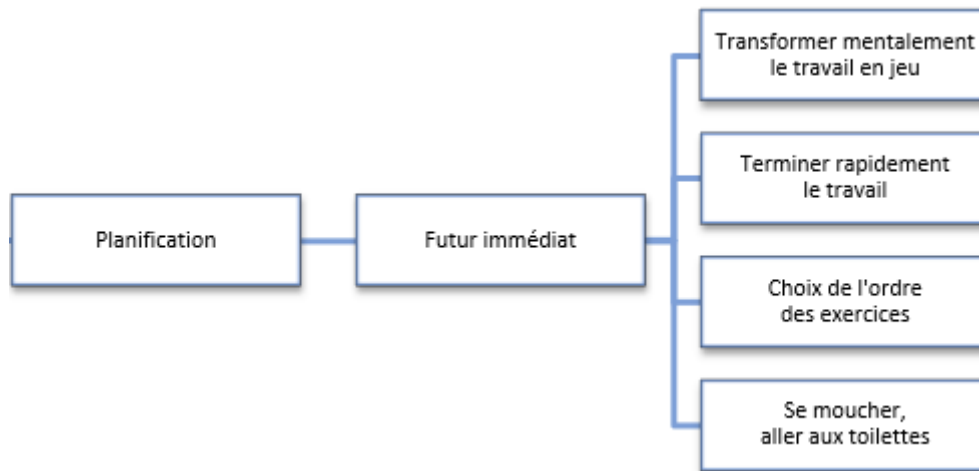 Transformer mentalement
le travail en jeu
Terminer rapidement
le travail
Planification
Futur immédiat
Choix de l'ordre
des exercices
Se moucher,
aller aux toilettes